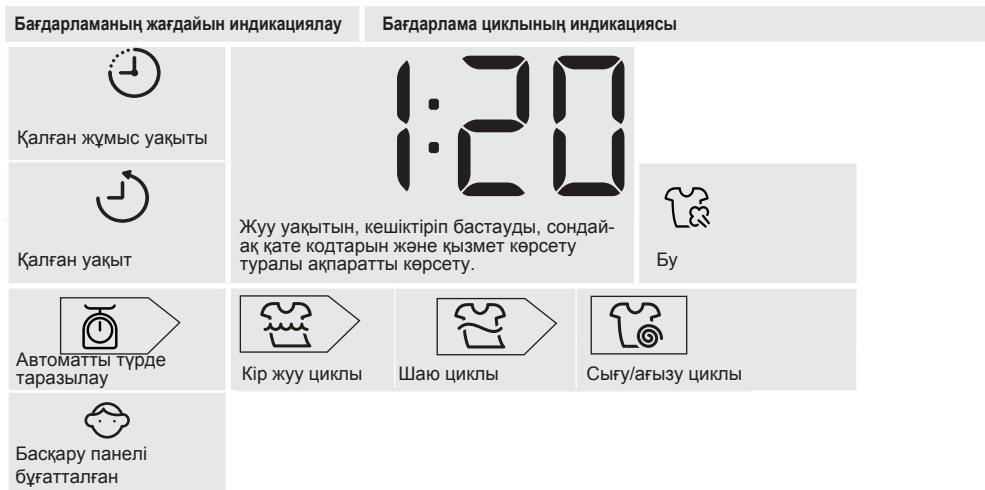 Бағдарламаның жағдайын индикациялау
Бағдарлама циклының индикациясы
Қалған жұмыс уақыты
1:20
Қалған уақыт
Жуу уақытын, кешіктіріп бастауды, сондай-
ақ қате кодтарын және қызмет көрсету
туралы ақпаратты көрсету.
Бу
Автоматты түрде
таразылау
Кір жуу циклы
Шаю циклы
Сығу/ағызу циклы
Басқару панелі
бұғатталған